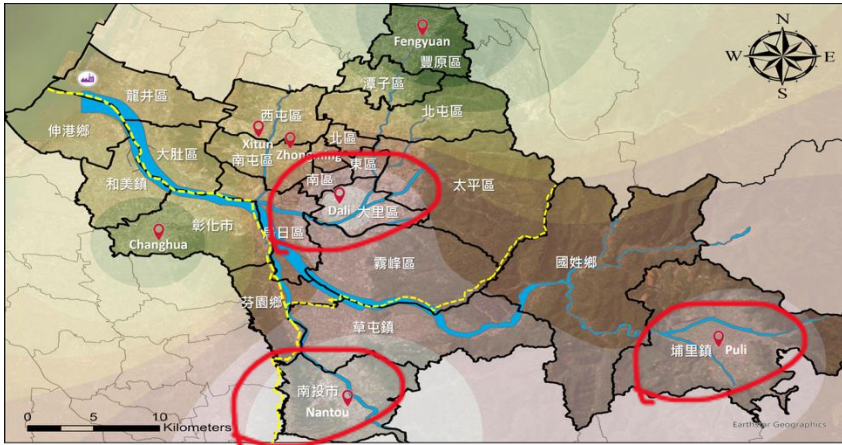 N
W
E
S
Fengyuan
豐原區
潭子區
龍井區
西屯區
北屯區
伸港鄉
Xitun
北區
大肚區
南屯區
東區
太平區
和美鎮
南區
Dali
大里區
彰化市
Changhua
霧峰區
國姓鄉
芬園鄉
草屯鎮
埔里鎮
Puli
南投市
Nantou
0
5
10
Kilometers
Earthstar Geographics